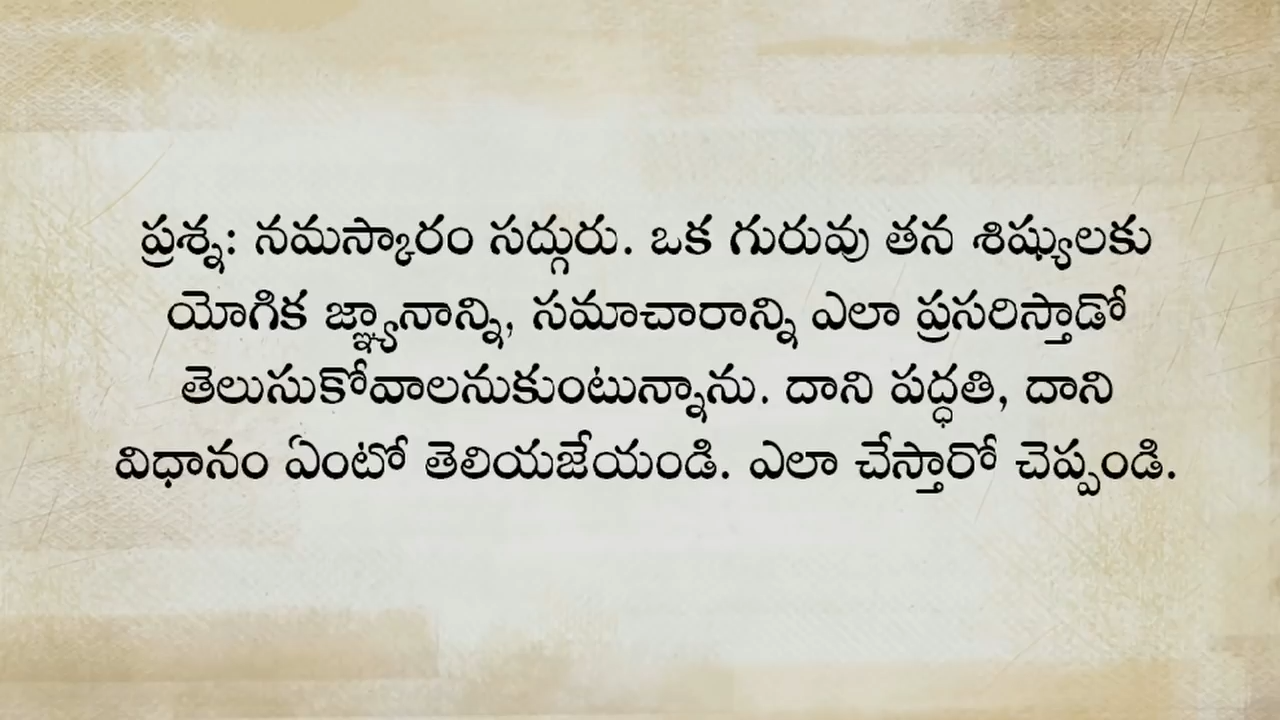 ప్రశ్న: నమస్కారం సద్గురు. ఒక గురువు తన శిష్యులకు
యోగిక జ్ఞ్యానాన్ని, సమాచారాన్ని ఎలా ప్రసరిస్తాడో
తెలుసుకోవాలనుకుంటున్నాను. దాని పద్ధతి, దాని
విధానం ఏంటో తెలియజేయండి. ఎలా చేస్తారో చెప్పండి.